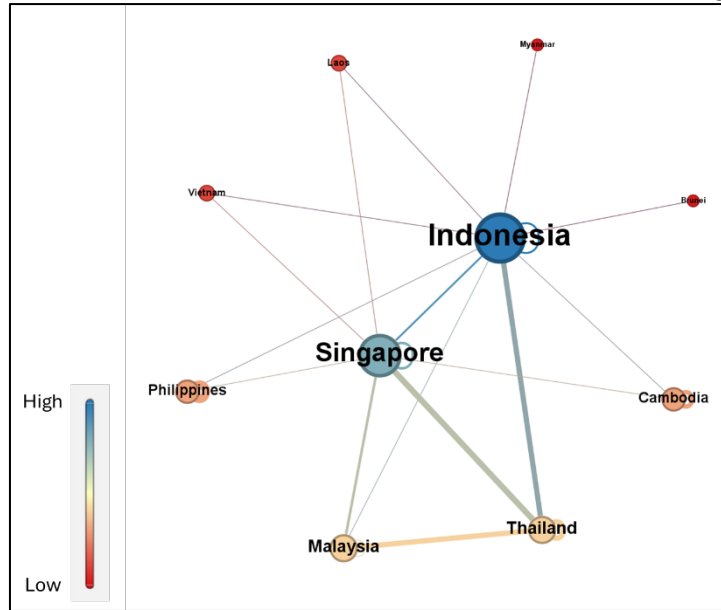 Myanmar
Laos
Vietnam
Brunei
Indonesia
Singapore
Philippines
Cambodia
High
Thailand
Malaysia
Low